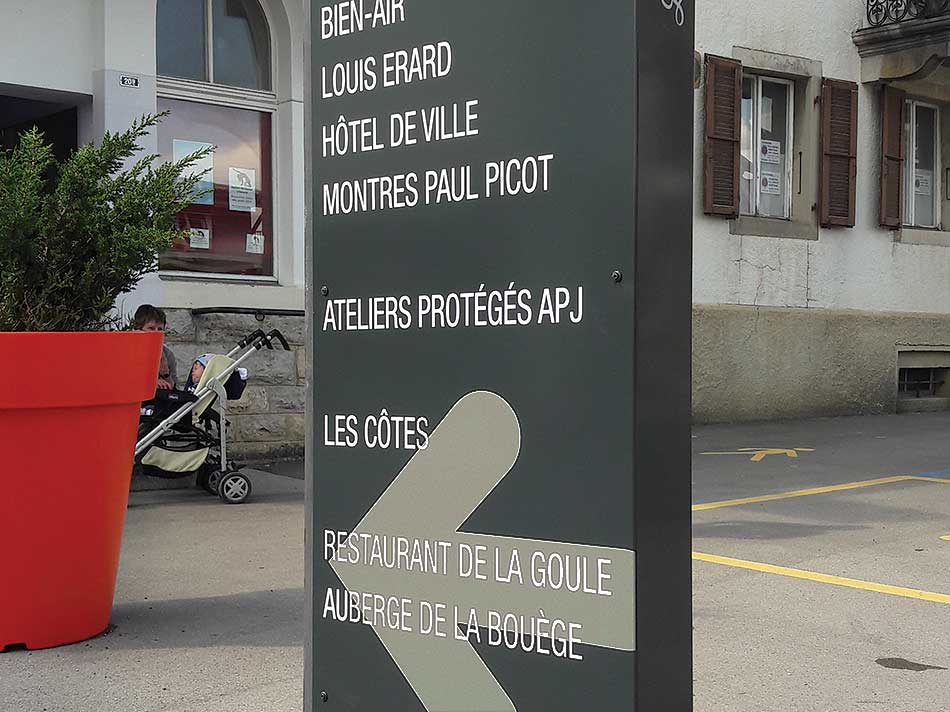 BIEN-AIR
LOUIS ERARD
HÔTEL DE VILLE
MONTRES PAUL PICOT
ATELIERS PROTÉGÉS APJ
LES CÔTES
RESTAURANT DE LA GOULE
AUBERGE DE LA BOUÈGE